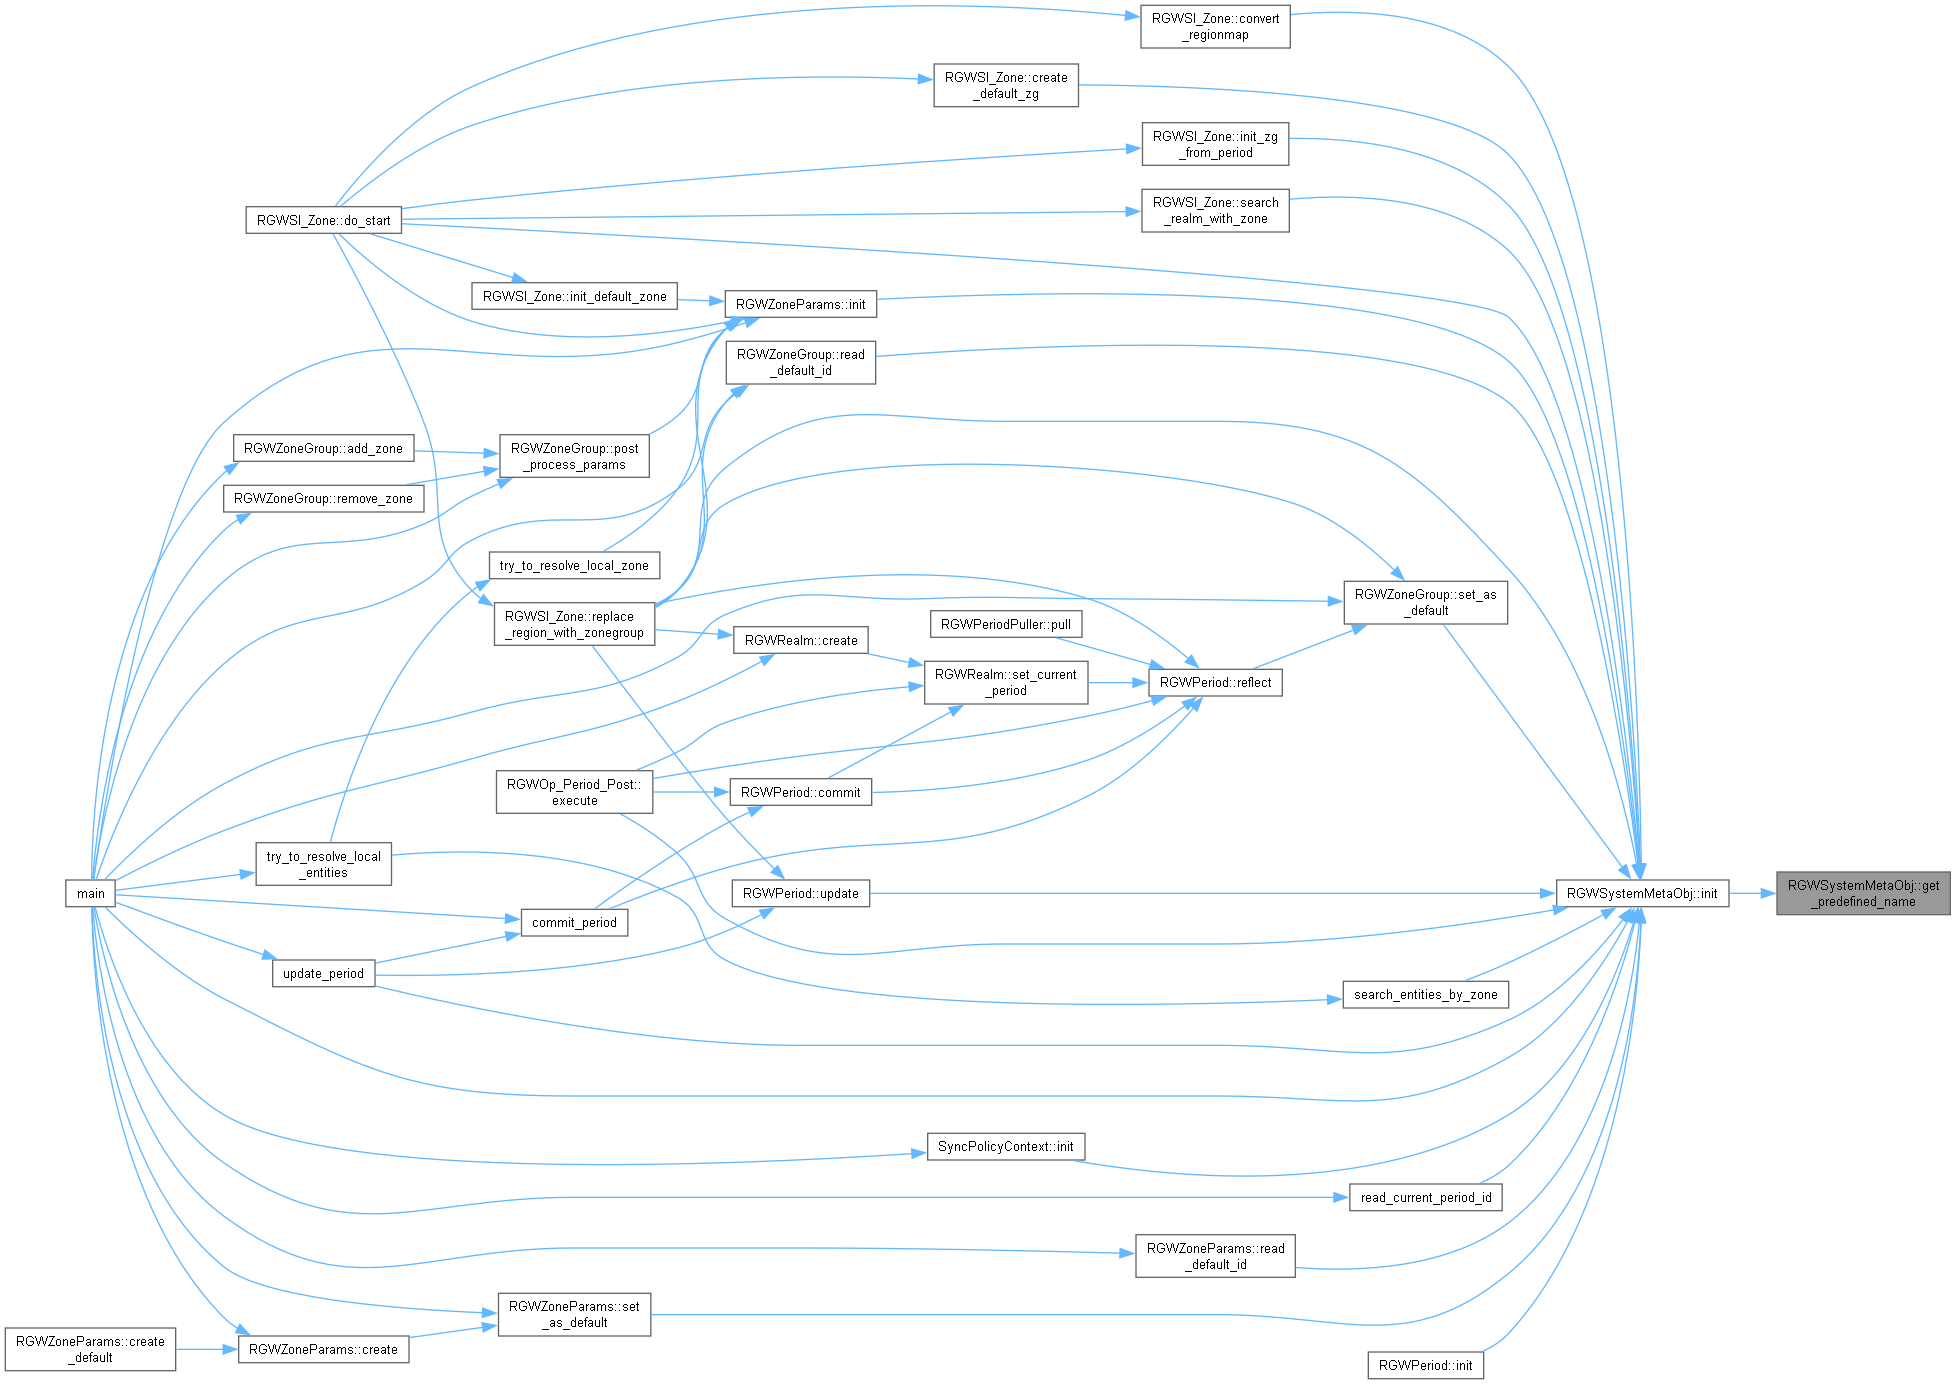 RGWSI_Zone::convert
_regionmap
RGWSI_Zone::create
_default_zg
RGWSI_Zone::init_zg
_from_period
RGWSI_Zone::search
_realm_with_zone
RGWSI_Zone::do_start
RGWSI_Zone::init_default_zone
RGWZoneParams::init
RGWZoneGroup::read
_default_id
RGWZoneGroup::add_zone
RGWZoneGroup::post
_process_params
RGWZoneGroup::remove_zone
try_to_resolve_local_zone
RGWSI_Zone::replace
_region_with_zonegroup
RGWZoneGroup::set_as
_default
RGWPeriodPuller::pull
RGWRealm::create
RGWRealm::set_current
_period
RGWPeriod::reflect
RGWOp_Period_Post::
execute
RGWPeriod::commit
try_to_resolve_local
_entities
main
RGWPeriod::update
RGWSystemMetaObj::init
RGWSystemMetaObj::get
_predefined_name
commit_period
update_period
search_entities_by_zone
SyncPolicyContext::init
read_current_period_id
RGWZoneParams::read
_default_id
RGWZoneParams::set
_as_default
RGWZoneParams::create
_default
RGWZoneParams::create
RGWPeriod::init